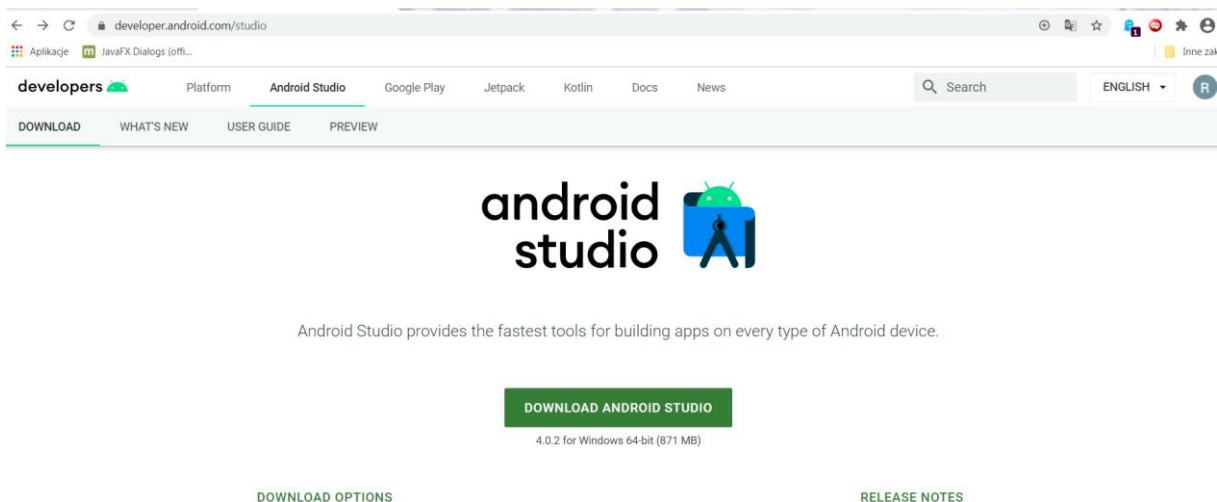 developer.android.com/studio
Aplikacje JavaFX Dialogs (offi... Inne zak
developers Platform Android Studio Google Play Jetpack Kotlin Docs News Search ENGLISH R
DOWNLOAD WHAT'S NEW USER GUIDE PREVIEW
android
studio
Android Studio provides the fastest tools for building apps on every type of Android device.
DOWNLOAD ANDROID STUDIO
4.0.2 for Windows 64-bit (871 MB)
DOWNLOAD OPTIONS RELEASE NOTES